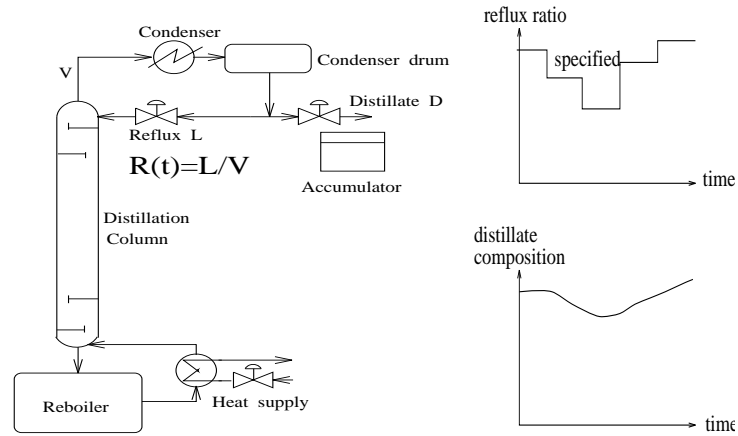 Condenser
V
Condenser drum
Distillate D
Reflux L
R(t)=L/V
Accumulator
Distillation
Column
Reboiler
Heat supply
reflux ratio
specified
time
distillate
composition
time